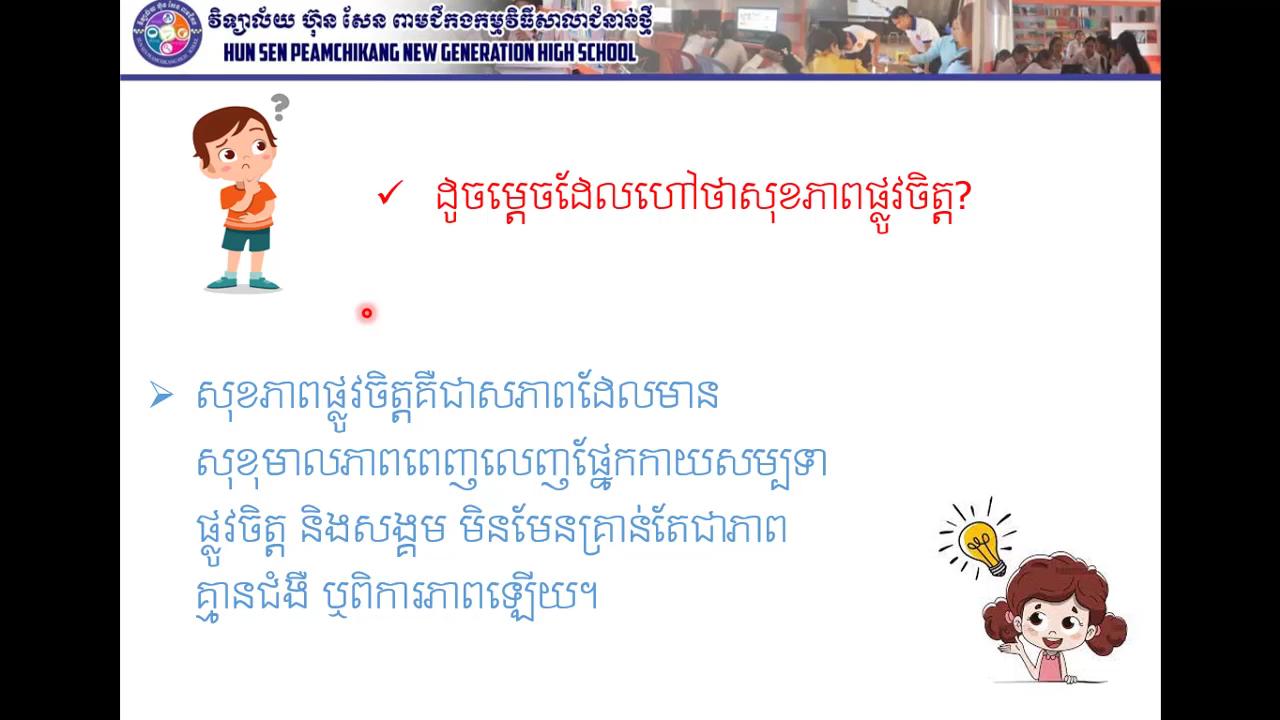 វិទ្យាល័យ ហ៊ុន សែន ពាមជីកងកម្មវិធីសាលាជំនាន់ថ្មី
HUN SEN PEAMCHIKANG NEW GENERATION HIGH SCHOOL
?
✓ ដូចម្តេចដែលហៅថាសុខភាពផ្លូវចិត្ត?
➢ សុខភាពផ្លូវចិត្តគឺជាសភាពដែលមាន
សុខុមាលភាពពេញលេញផ្នែកកាយសម្បទា
ផ្លូវចិត្ត និងសង្គម មិនមែនគ្រាន់តែជាភាព
គ្មានជំងឺ ឬពិការភាពឡើយ។